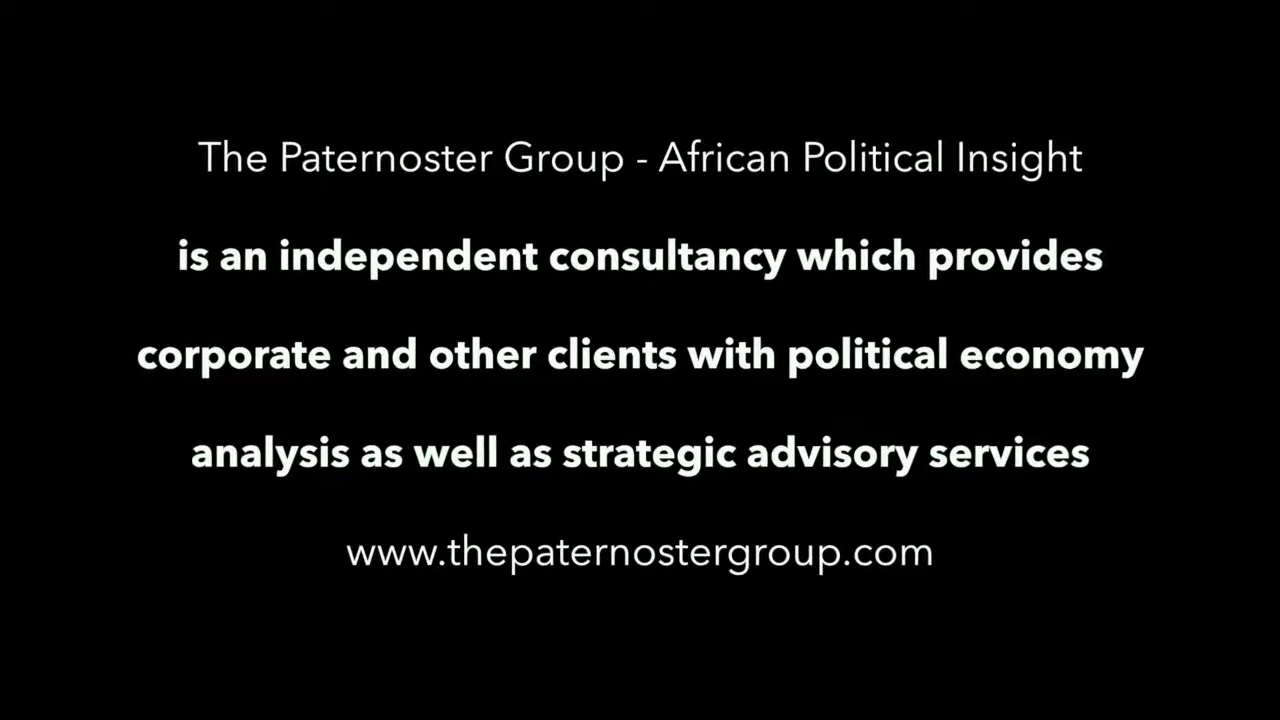 The Paternoster Group - African Political Insight
is an independent consultancy which provides
corporate and other clients with political economy
analysis as well as strategic advisory services
www.thepaternostergroup.com